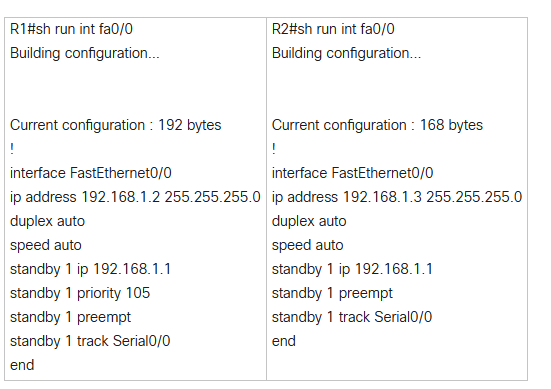 R1#sh run int fa0/0
Building configuration...
Current configuration : 192 bytes
!
interface FastEthernet0/0
ip address 192.168.1.2 255.255.255.0
duplex auto
speed auto
standby 1 ip 192.168.1.1
standby 1 priority 105
standby 1 preempt
standby 1 track Serial0/0
end
R2#sh run int fa0/0
Building configuration...
Current configuration : 168 bytes
!
interface FastEthernet0/0
ip address 192.168.1.3 255.255.255.0
duplex auto
speed auto
standby 1 ip 192.168.1.1
standby 1 preempt
standby 1 track Serial0/0
end